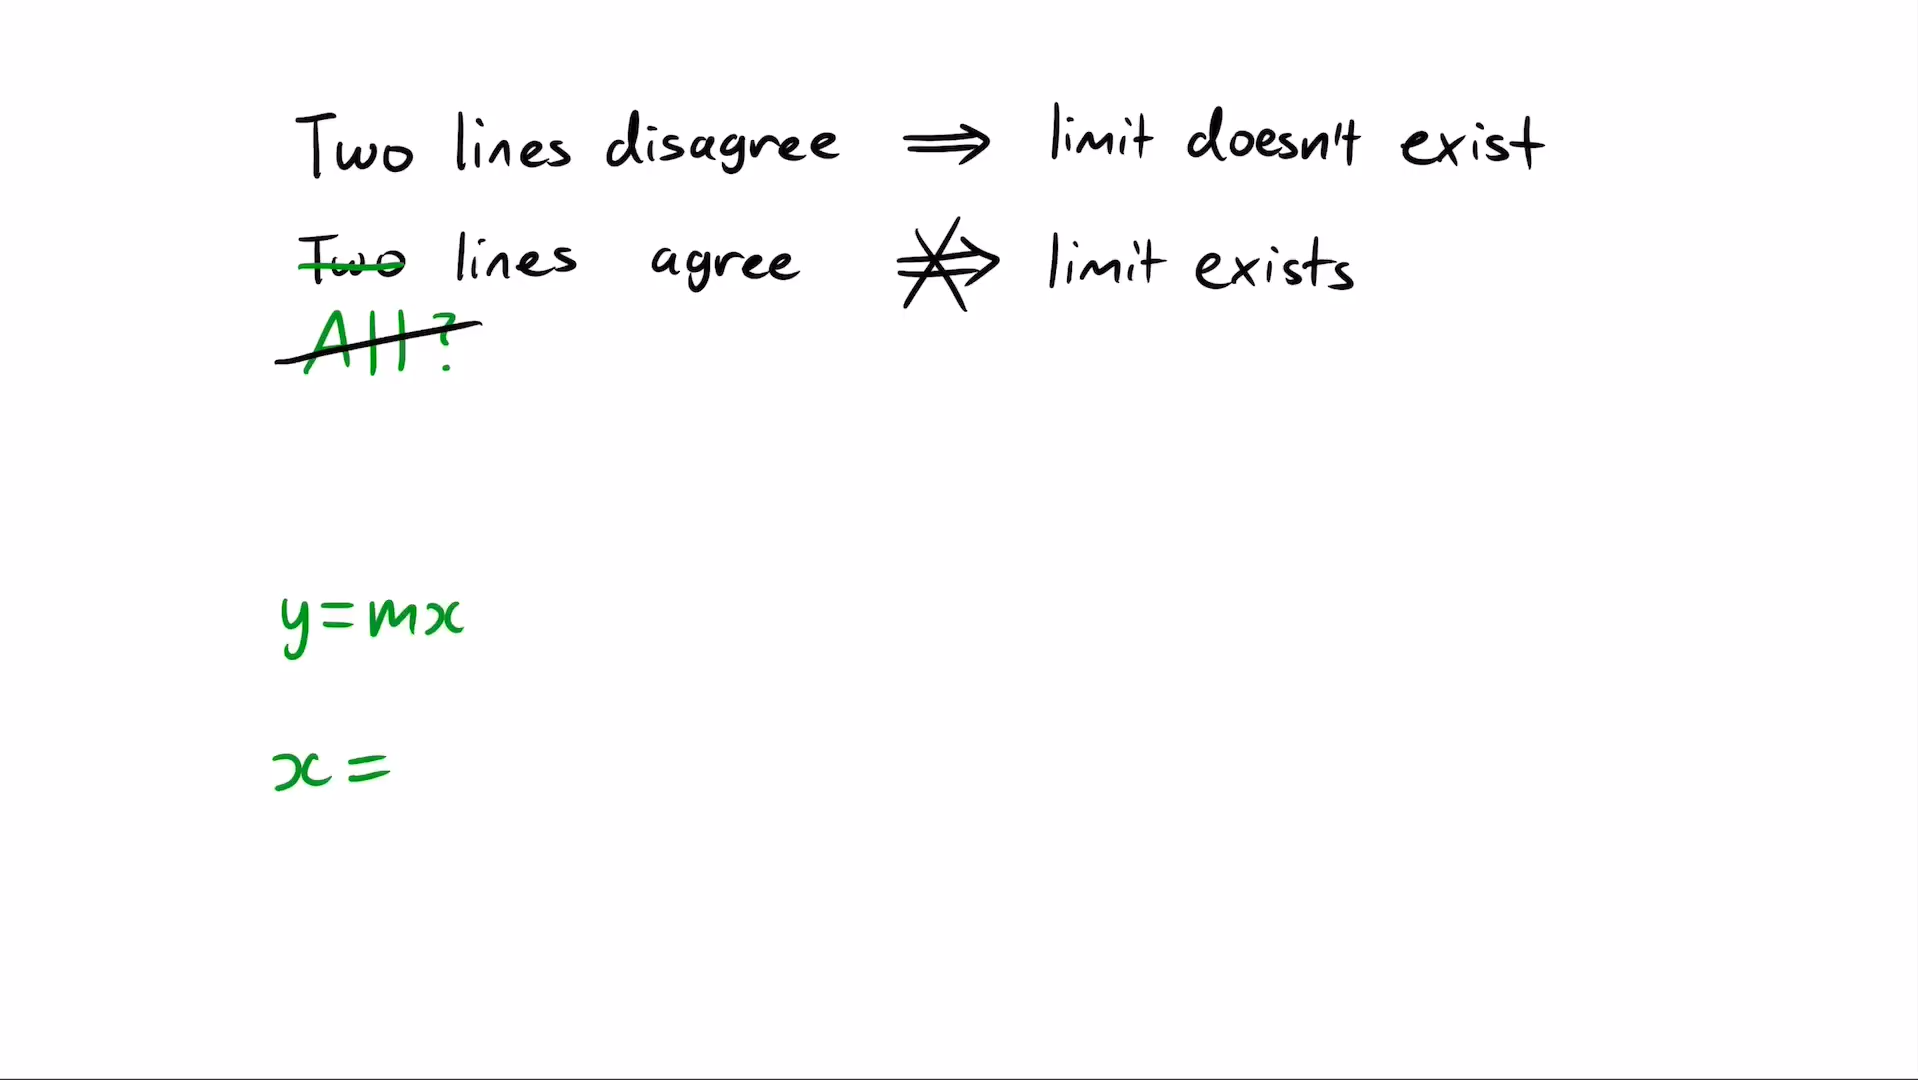 Two lines disagree ⟹ limit doesn't exist
Two lines agree ⇏ limit exists
All?
y=mx
x=